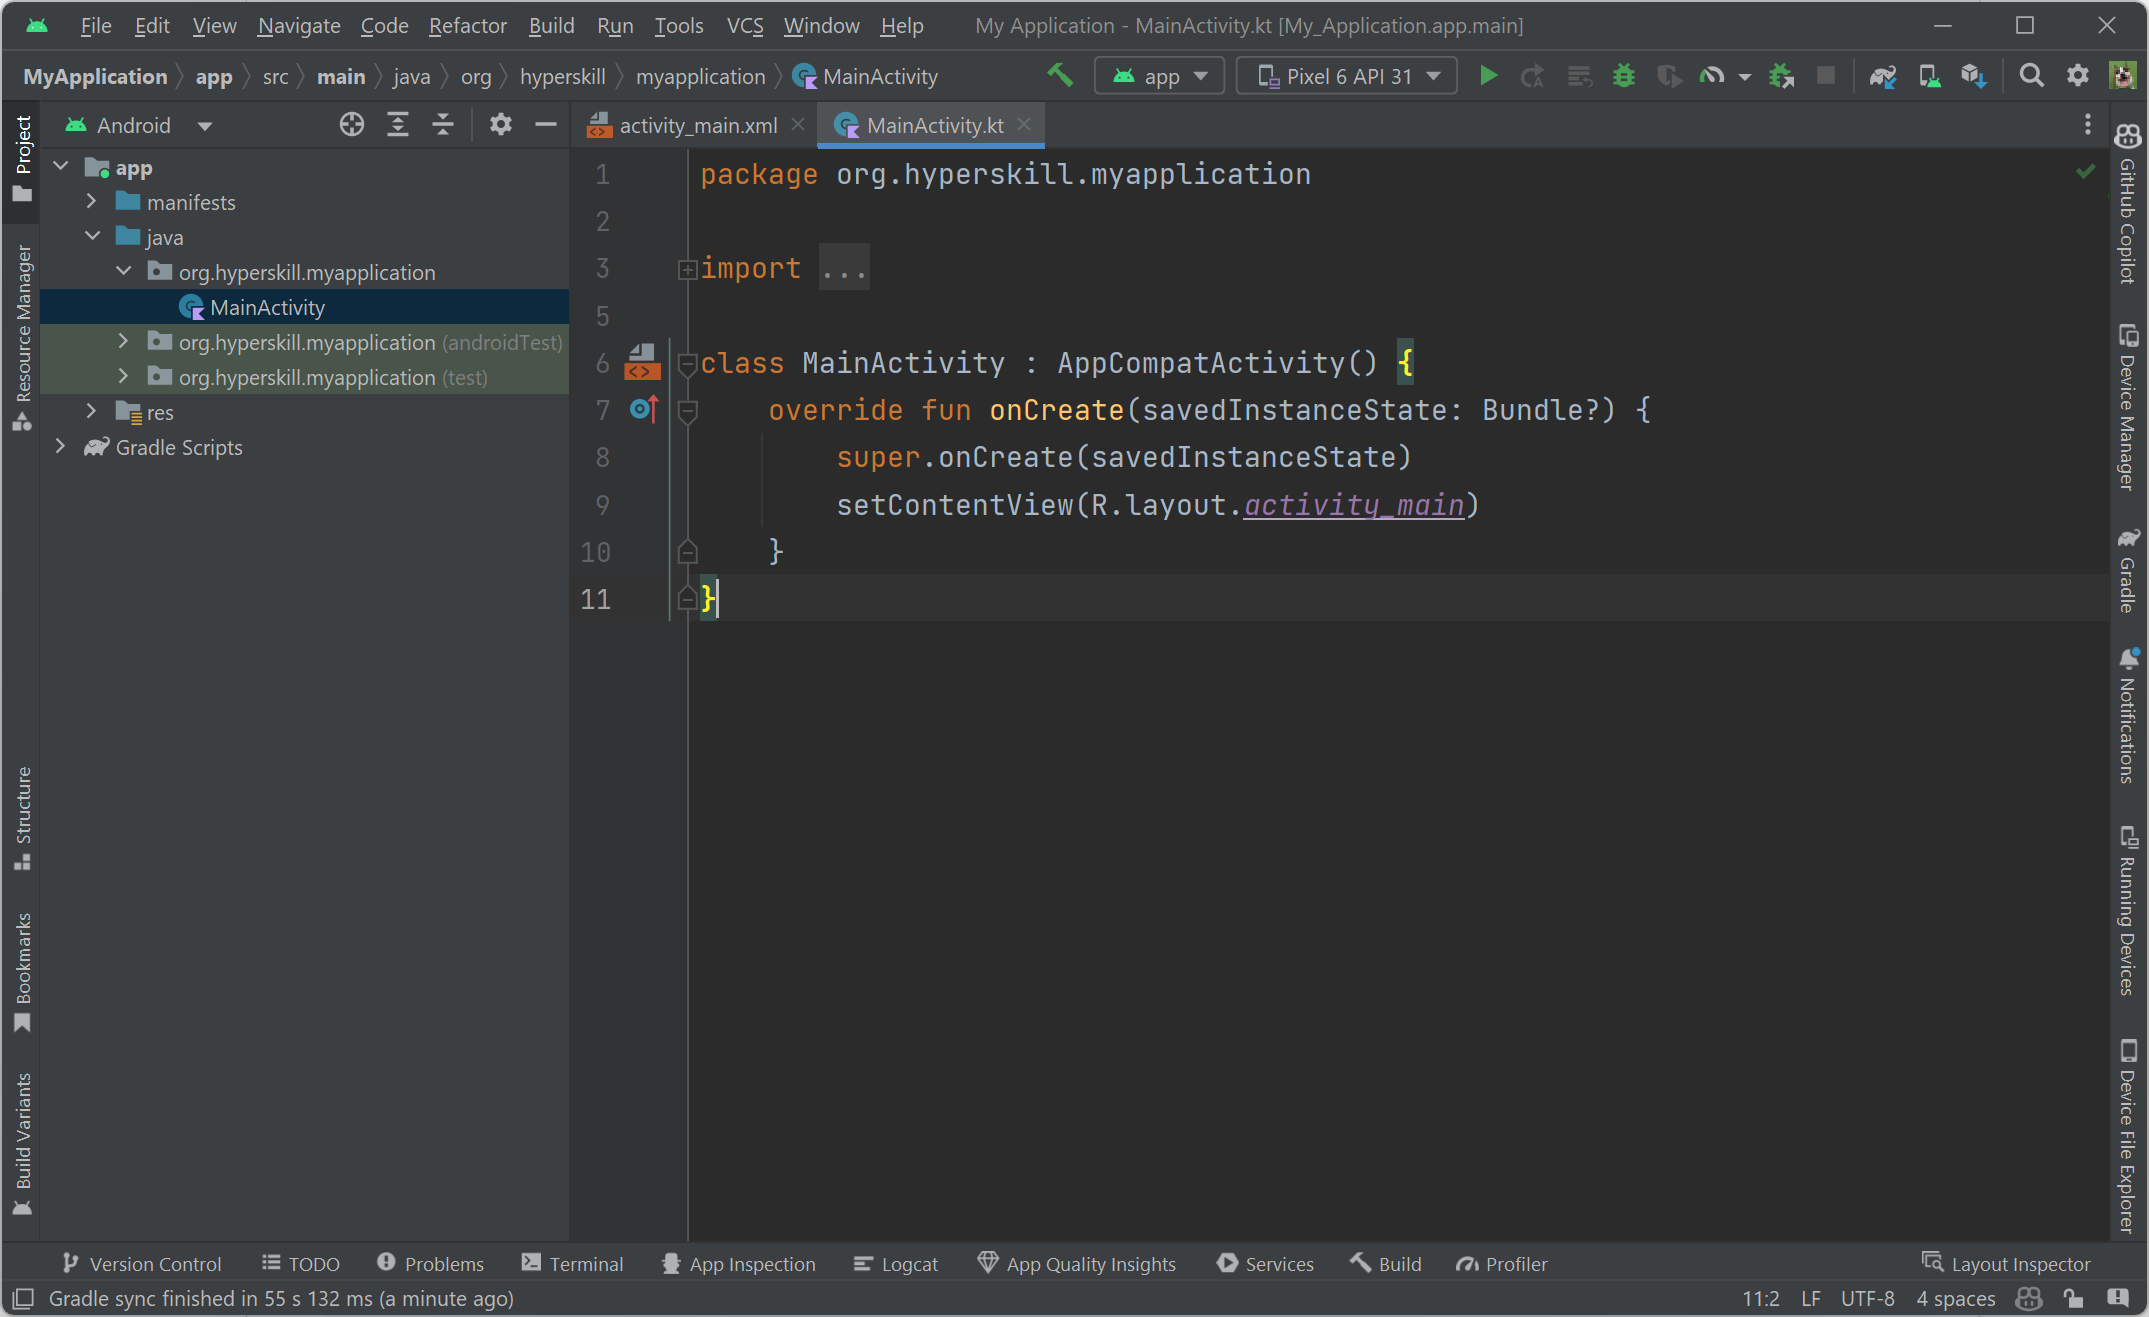 File Edit View Navigate Code Refactor Build Run Tools VCS Window Help My Application - MainActivity.kt [My_Application.app.main]
MyApplication app src main java org hyperskill myapplication MainActivity app Pixel 6 API 31
Android
activity_main.xml MainActivity.kt
Project
Resource Manager
Structure
Bookmarks
Build Variants
app
manifests
java
org.hyperskill.myapplication
MainActivity
org.hyperskill.myapplication (androidTest)
org.hyperskill.myapplication (test)
res
Gradle Scripts
1 package org.hyperskill.myapplication
2
3 import ...
5
6 class MainActivity : AppCompatActivity() {
7 override fun onCreate(savedInstanceState: Bundle?) {
8 super.onCreate(savedInstanceState)
9 setContentView(R.layout.activity_main)
10 }
11 }
GitHub Copilot
Device Manager
Gradle
Notifications
Running Devices
Device File Explorer
Version Control TODO Problems Terminal App Inspection Logcat App Quality Insights Services Build Profiler Layout Inspector
Gradle sync finished in 55 s 132 ms (a minute ago) 11:2 LF UTF-8 4 spaces